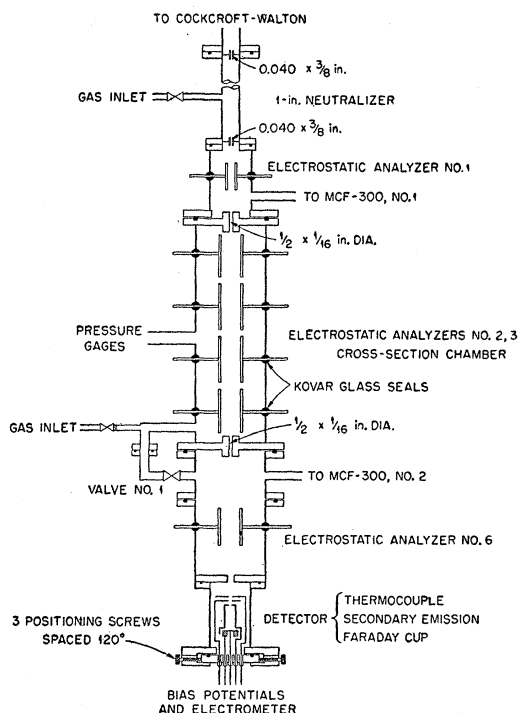 TO COCKCROFT-WALTON
0.040 x 3/8 in.
GAS INLET
1-in. NEUTRALIZER
0.040 x 3/8 in.
ELECTROSTATIC ANALYZER NO.1
TO MCF-300, NO.1
1/2 x 1/16 in. DIA.
PRESSURE
GAGES
ELECTROSTATIC ANALYZERS NO. 2, 3
CROSS-SECTION CHAMBER
KOVAR GLASS SEALS
GAS INLET
1/2 x 1/16 in. DIA.
VALVE NO. 1
TO MCF-300, NO. 2
ELECTROSTATIC ANALYZER NO. 6
3 POSITIONING SCREWS
SPACED 120°
DETECTOR
THERMOCOUPLE
SECONDARY EMISSION
FARADAY CUP
BIAS POTENTIALS
AND ELECTROMETER